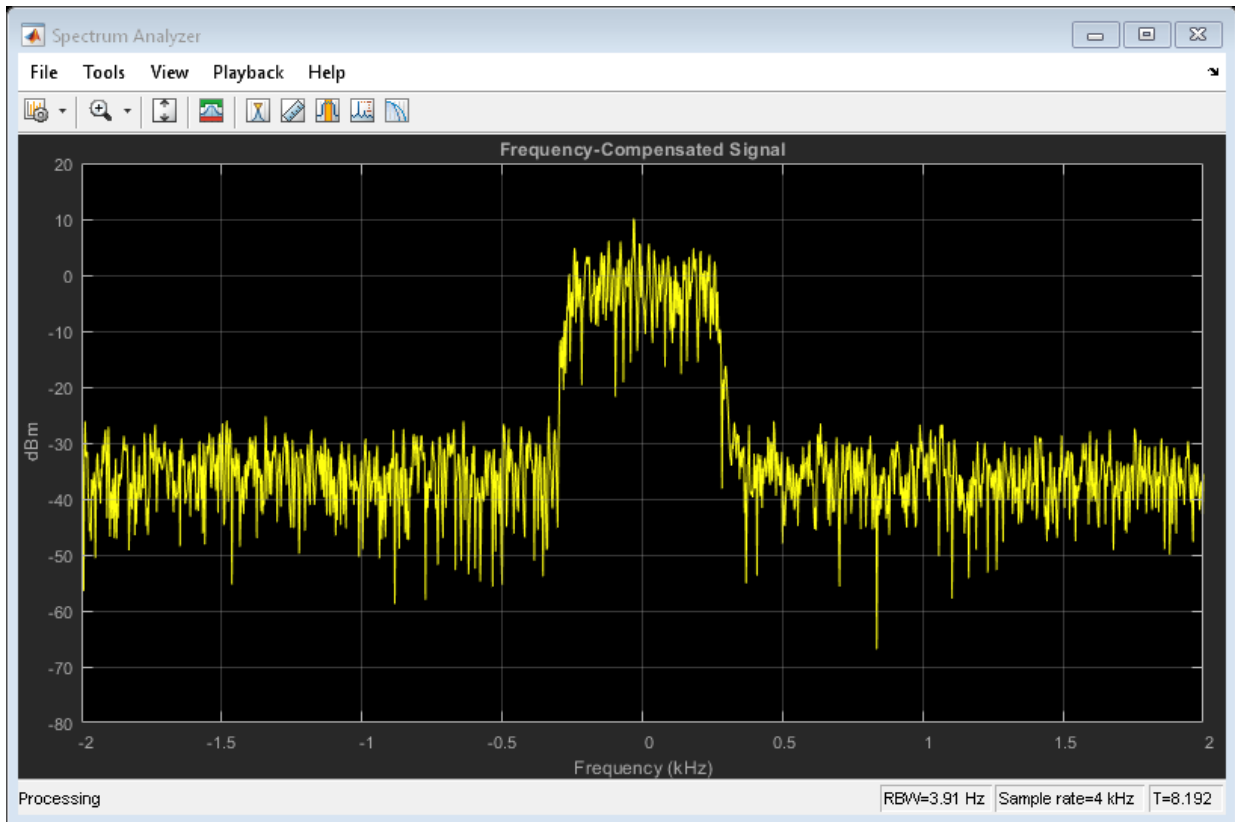 Spectrum Analyzer
File Tools View Playback Help
Frequency-Compensated Signal
20
10
0
-10
-20
-30
-40
-50
-60
-70
-80
dBm
-2 -1.5 -1 -0.5 0 0.5 1 1.5 2
Frequency (kHz)
Processing RBW=3.91 Hz Sample rate=4 kHz T=8.192